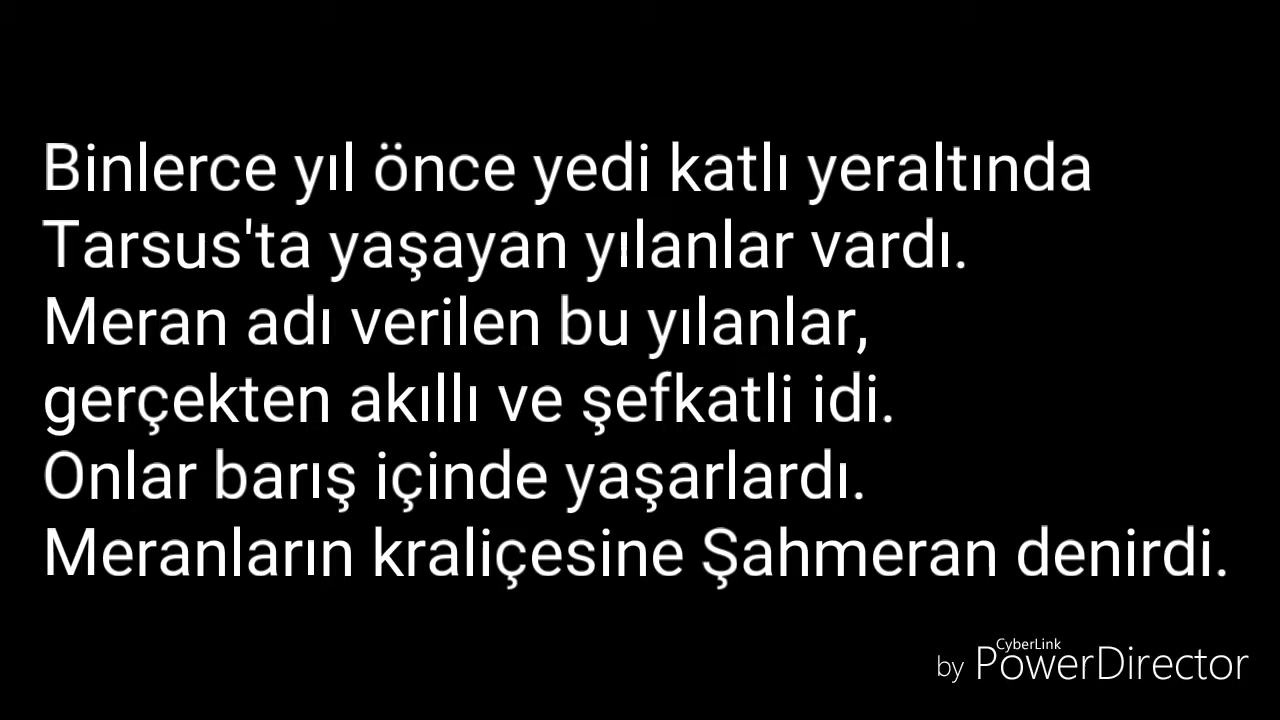 Binlerce yıl önce yedi katlı yeraltında
Tarsus'ta yaşayan yılanlar vardı.
Meran adı verilen bu yılanlar,
gerçekten akıllı ve şefkatli idi.
Onlar barış içinde yaşarlardı.
Meranların kraliçesine Şahmeran denirdi.
CyberLink
by PowerDirector